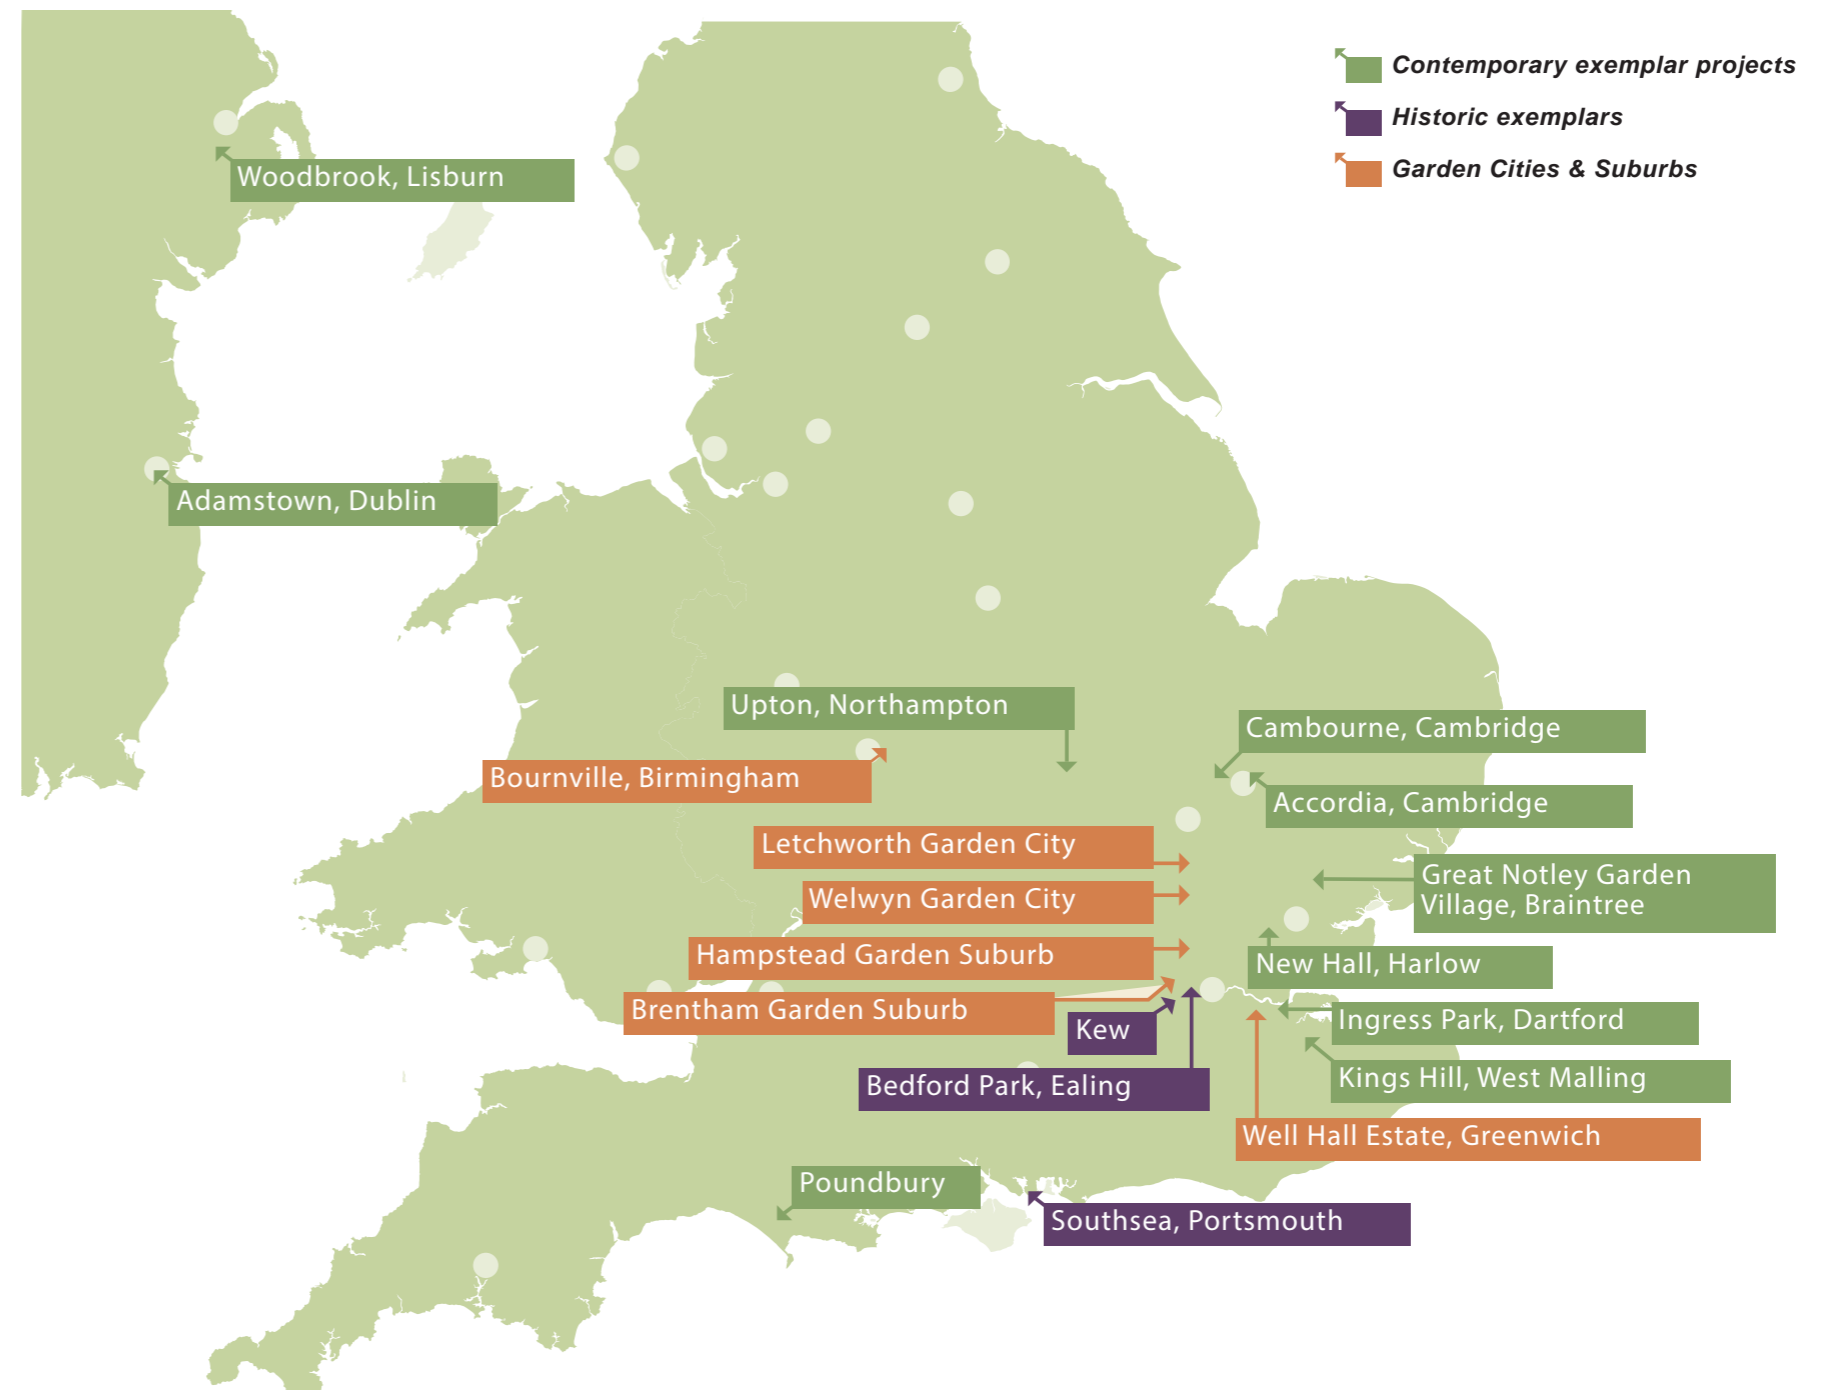 Contemporary exemplar projects
Historic exemplars
Garden Cities & Suburbs
Woodbrook, Lisburn
Adamstown, Dublin
Upton, Northampton
Cambourne, Cambridge
Bournville, Birmingham
Accordia, Cambridge
Letchworth Garden City
Great Notley Garden
Village, Braintree
Welwyn Garden City
Hampstead Garden Suburb
New Hall, Harlow
Brentham Garden Suburb
Ingress Park, Dartford
Kew
Kings Hill, West Malling
Bedford Park, Ealing
Well Hall Estate, Greenwich
Poundbury
Southsea, Portsmouth